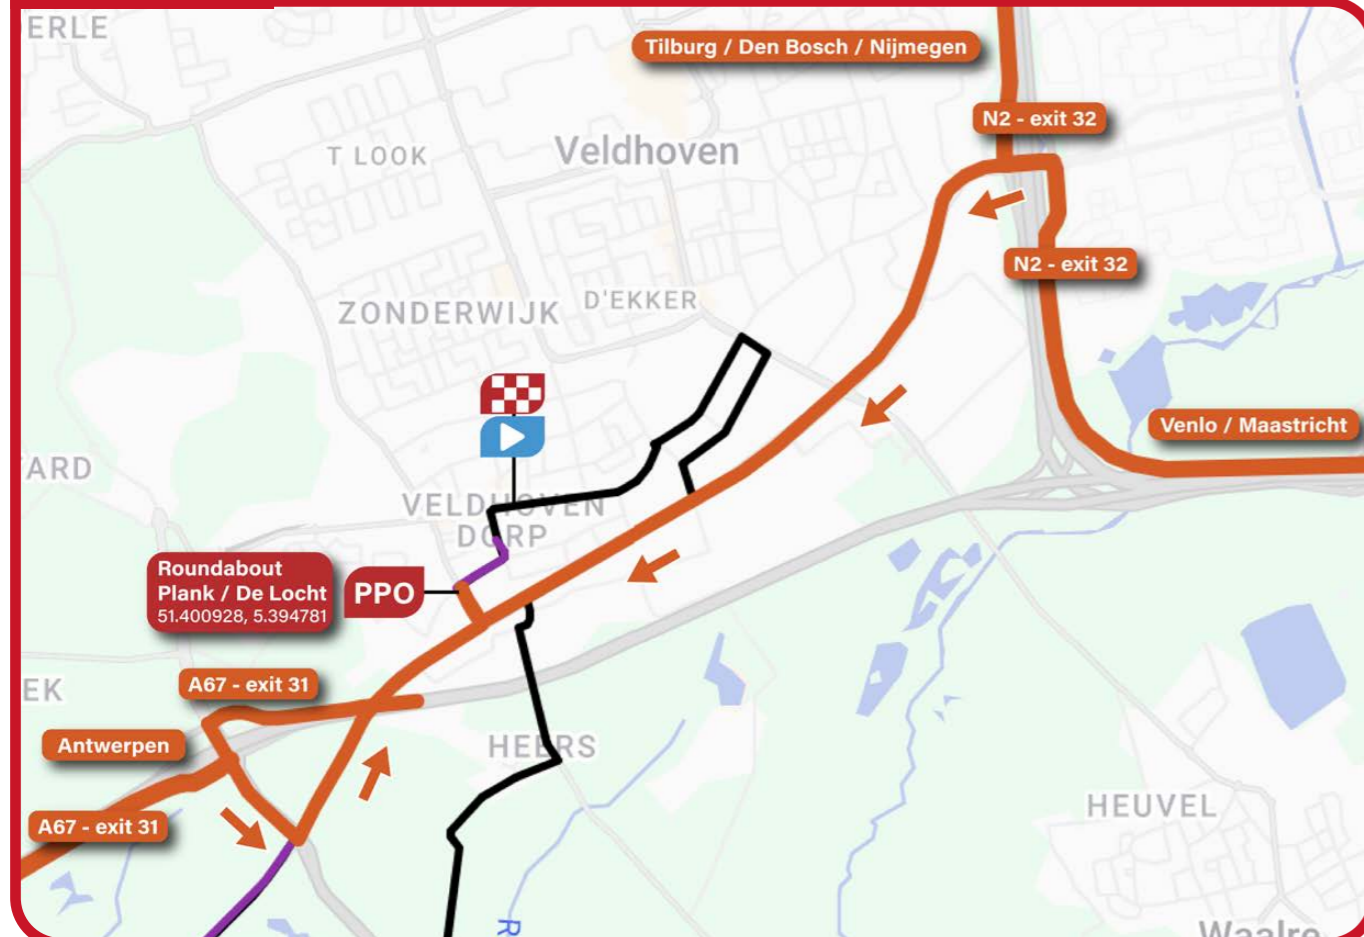 ERLE
Tilburg / Den Bosch / Nijmegen
N2 - exit 32
T LOOK
Veldhoven
N2 - exit 32
ZONDERWIJK
D'EKKER
Venlo / Maastricht
ARD
VELDHOVEN
DORP
Roundabout
Plank / De Locht
51.400928, 5.394781
PPO
EK
A67 - exit 31
Antwerpen
HEERS
A67 - exit 31
HEUVEL
R
Waalre